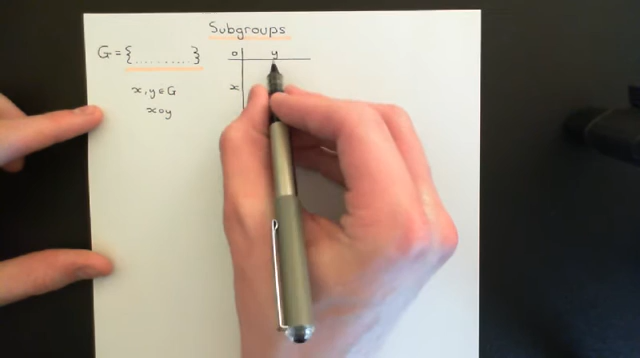 Subgroups
G = {..........}
x, y ∈ G
x o y
o y
x